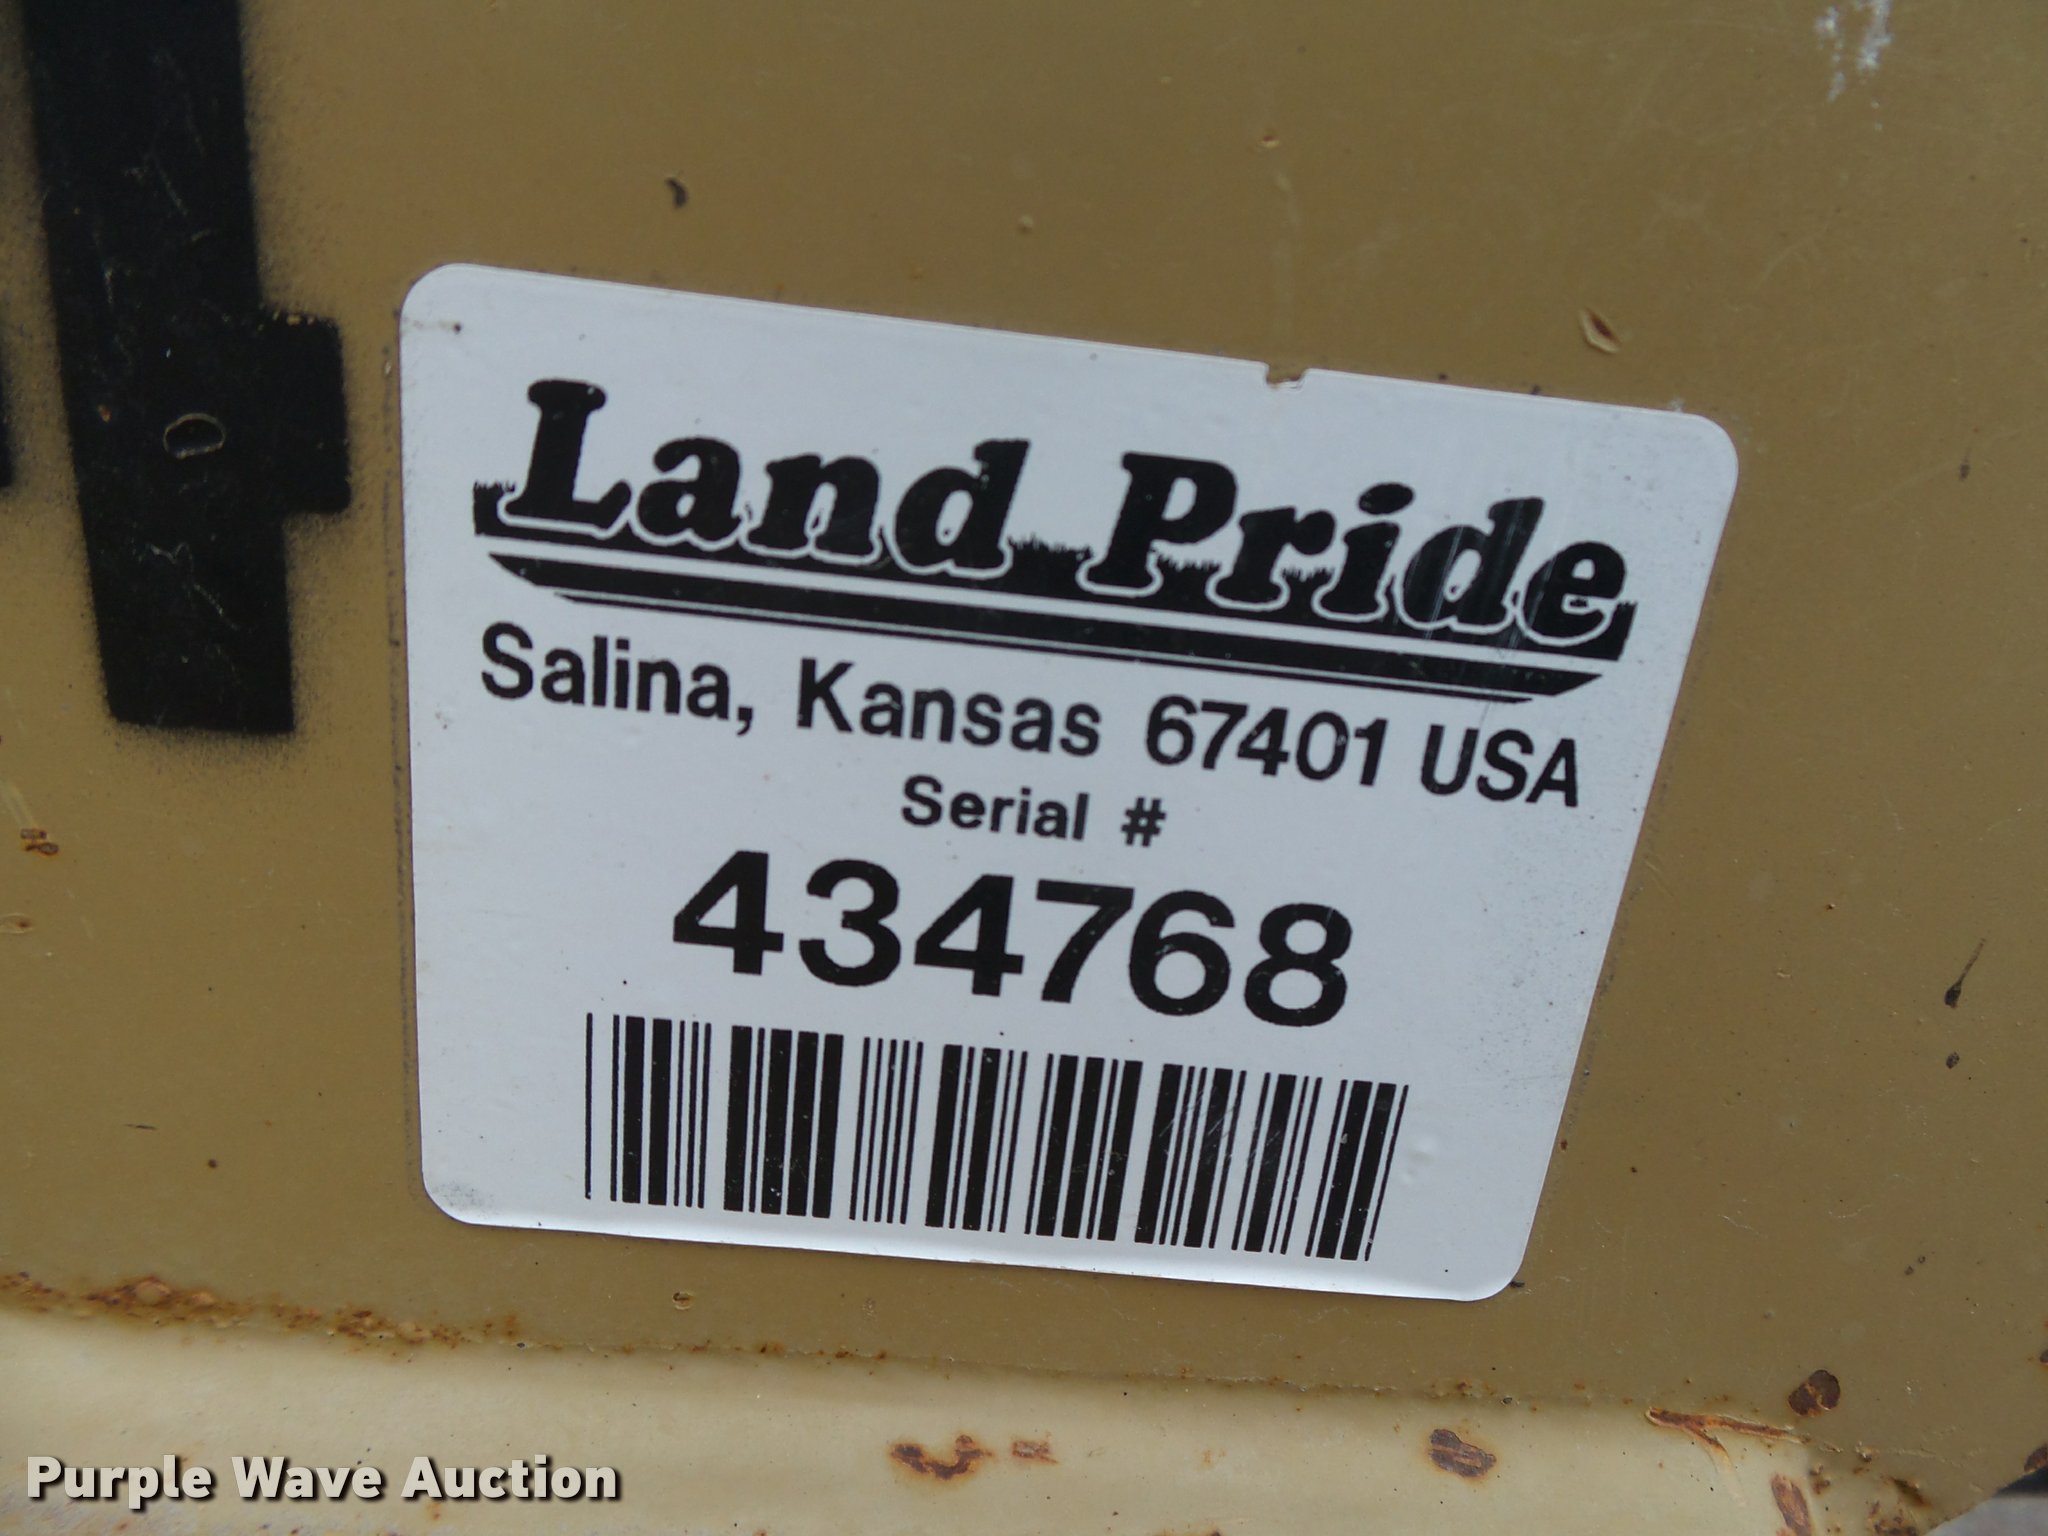 Land Pride
Salina, Kansas 67401 USA
Serial #
434768
Purple Wave Auction